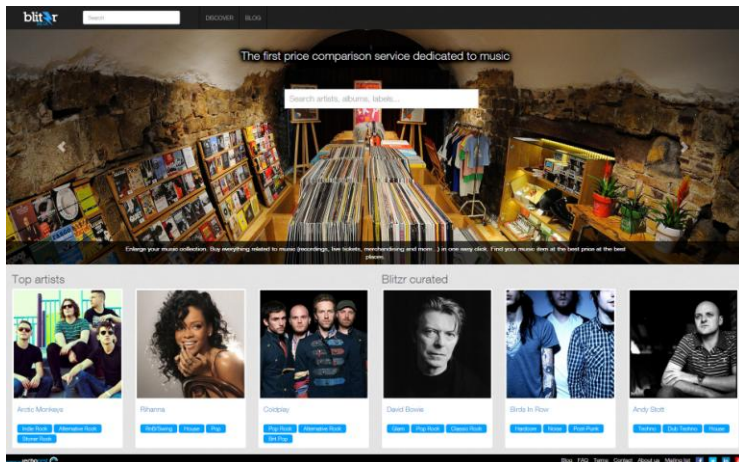 blitzr
Search
DISCOVER
BLOG
The first price comparison service dedicated to music
Search artists, albums, labels...
Enlarge your music collection. Buy everything related to music (recordings, live tickets, merchandising and more...) in one easy click. Find your music item at the best price at the best
places.
Top artists
Blitzr curated
Arctic Monkeys
Rihanna
Coldplay
David Bowie
Birds In Row
Andy Stott
Indie Rock
Alternative Rock
Stoner Rock
RnB/Swing
House
Pop
Pop Rock
Alternative Rock
Brit Pop
Glam
Pop Rock
Classic Rock
Hardcore
Noise
Post-Punk
Techno
Dub Techno
House
echonest
Blog
FAQ
Terms
Contact
About us
Mailing list